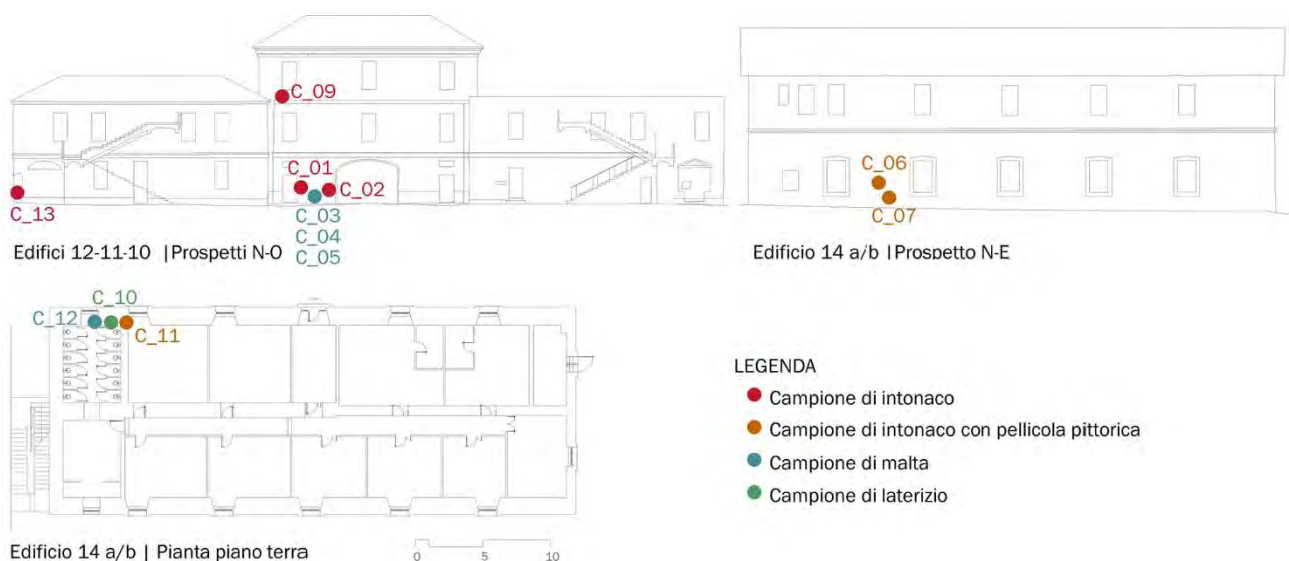 C_09
C_01
C_02
C_13
C_03
C_04
C_05
Edifici 12-11-10 | Prospetti N-O
C_06
C_07
Edificio 14 a/b | Prospetto N-E
C_10
C_12
C_11
Edificio 14 a/b | Pianta piano terra
0 5 10
LEGENDA
Campione di intonaco
Campione di intonaco con pellicola pittorica
Campione di malta
Campione di laterizio